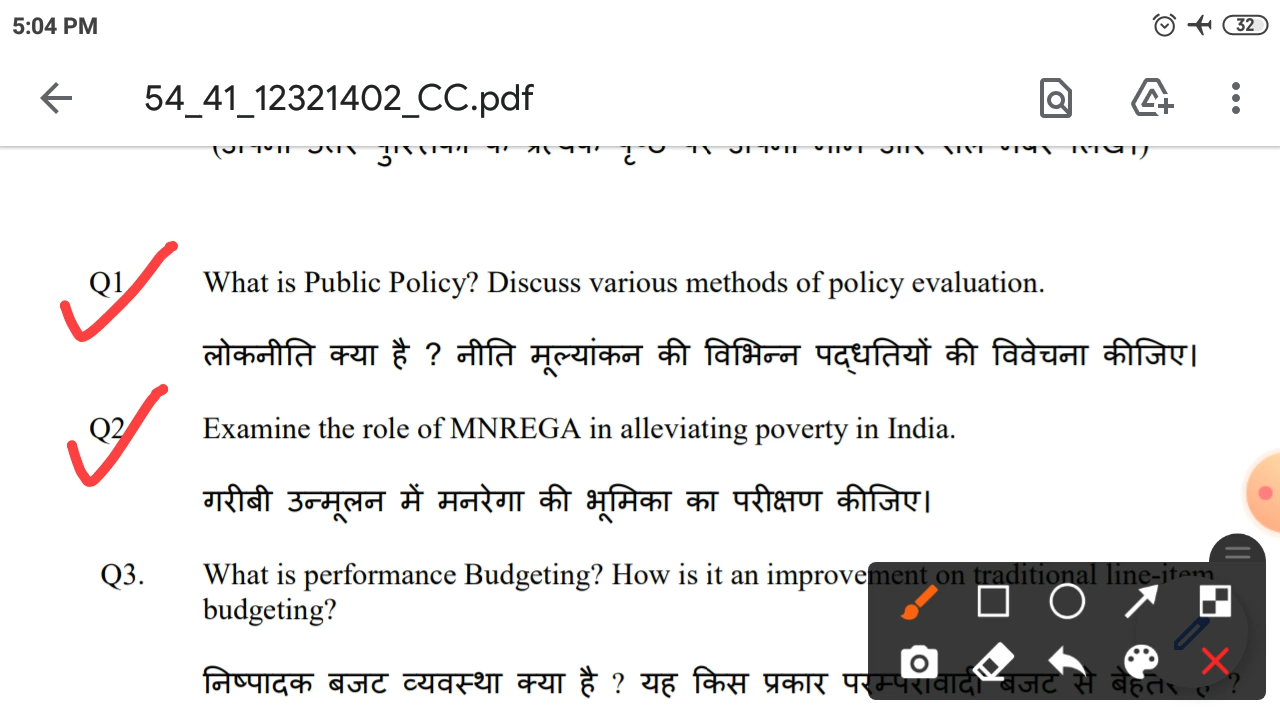 5:04 PM
32
54_41_12321402_CC.pdf
Q1. What is Public Policy? Discuss various methods of policy evaluation.
लोकनीति क्या है ? नीति मूल्यांकन की विभिन्न पद्धतियों की विवेचना कीजिए।
Q2. Examine the role of MNREGA in alleviating poverty in India.
गरीबी उन्मूलन में मनरेगा की भूमिका का परीक्षण कीजिए।
Q3. What is performance Budgeting? How is it an improvement on traditional line-item
budgeting?
निष्पादक बजट व्यवस्था क्या है ? यह किस प्रकार परम्परावादी बजट से बेहतर है ?